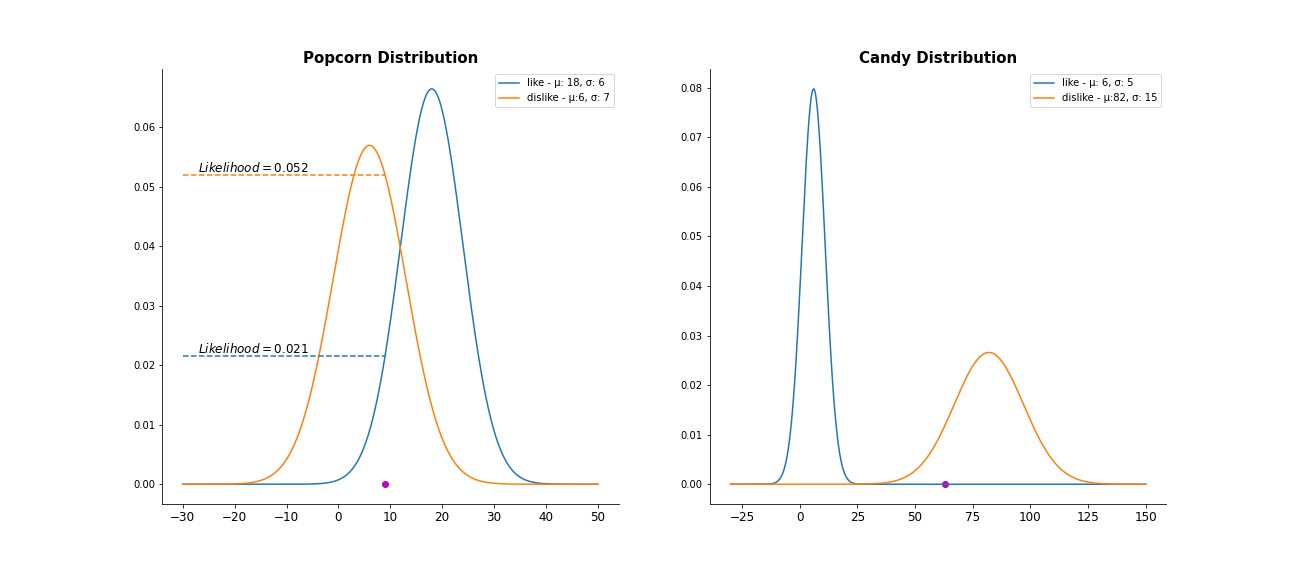 Popcorn Distribution
like - μ: 18, σ: 6
dislike - μ:6, σ: 7
0.06
0.05
0.04
0.03
0.02
0.01
0.00
Likelihood = 0.052
Likelihood = 0.021
−30 −20 −10 0 10 20 30 40 50
Candy Distribution
like - μ: 6, σ: 5
dislike - μ:82, σ: 15
0.08
0.07
0.06
0.05
0.04
0.03
0.02
0.01
0.00
−25 0 25 50 75 100 125 150